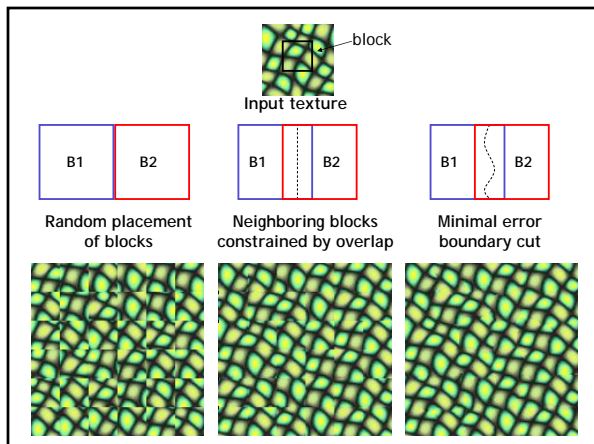 block
Input texture
B1
B2
B1
B2
B1
B2
Random placement
of blocks
Neighboring blocks
constrained by overlap
Minimal error
boundary cut